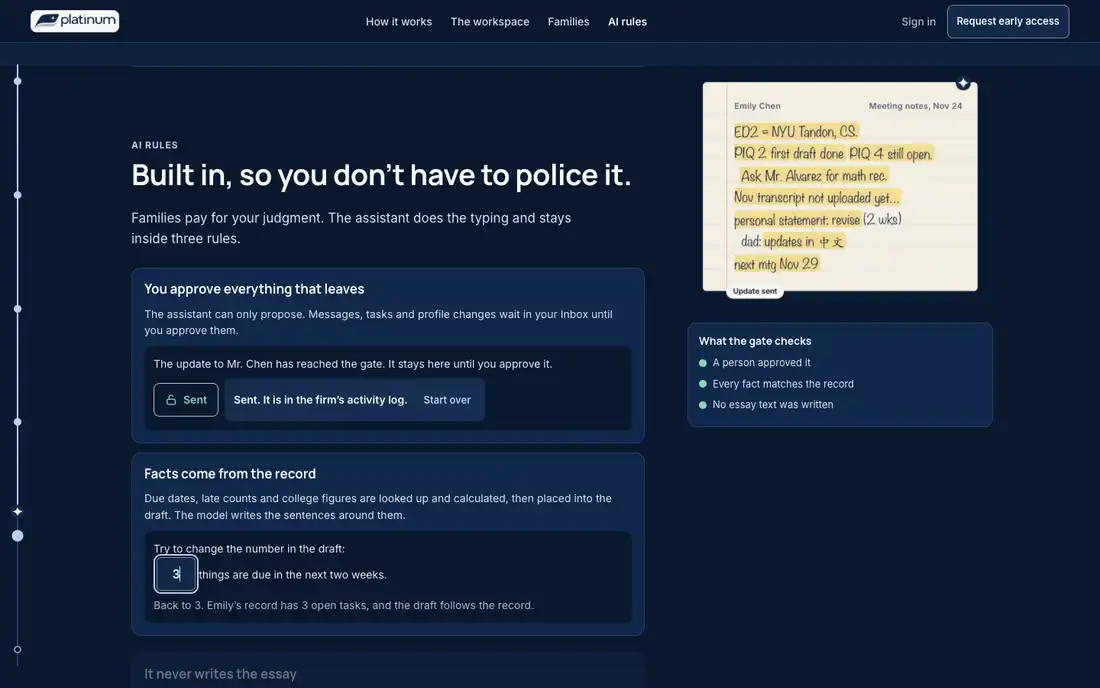 platinum
How it works
The workspace
Families
AI rules
Sign in
Request early access
AI RULES
Built in, so you don't have to police it.
Families pay for your judgment. The assistant does the typing and stays
inside three rules.
You approve everything that leaves
The assistant can only propose. Messages, tasks and profile changes wait in your Inbox until
you approve them.
The update to Mr. Chen has reached the gate. It stays here until you approve it.
Sent
Sent. It is in the firm's activity log.
Start over
Facts come from the record
Due dates, late counts and college figures are looked up and calculated, then placed into the
draft. The model writes the sentences around them.
Try to change the number in the draft:
3 things are due in the next two weeks.
Back to 3. Emily's record has 3 open tasks, and the draft follows the record.
It never writes the essay
Emily Chen
Meeting notes, Nov 24
ED2 = NYU Tandon, CS.
PIQ 2 first draft done PIQ 4 still open.
Ask Mr. Alvarez for math rec.
Nov transcript not uploaded yet...
personal statement: revise (2 wks)
dad: updates in 中文
next mtg Nov 29
Update sent
What the gate checks
A person approved it
Every fact matches the record
No essay text was written